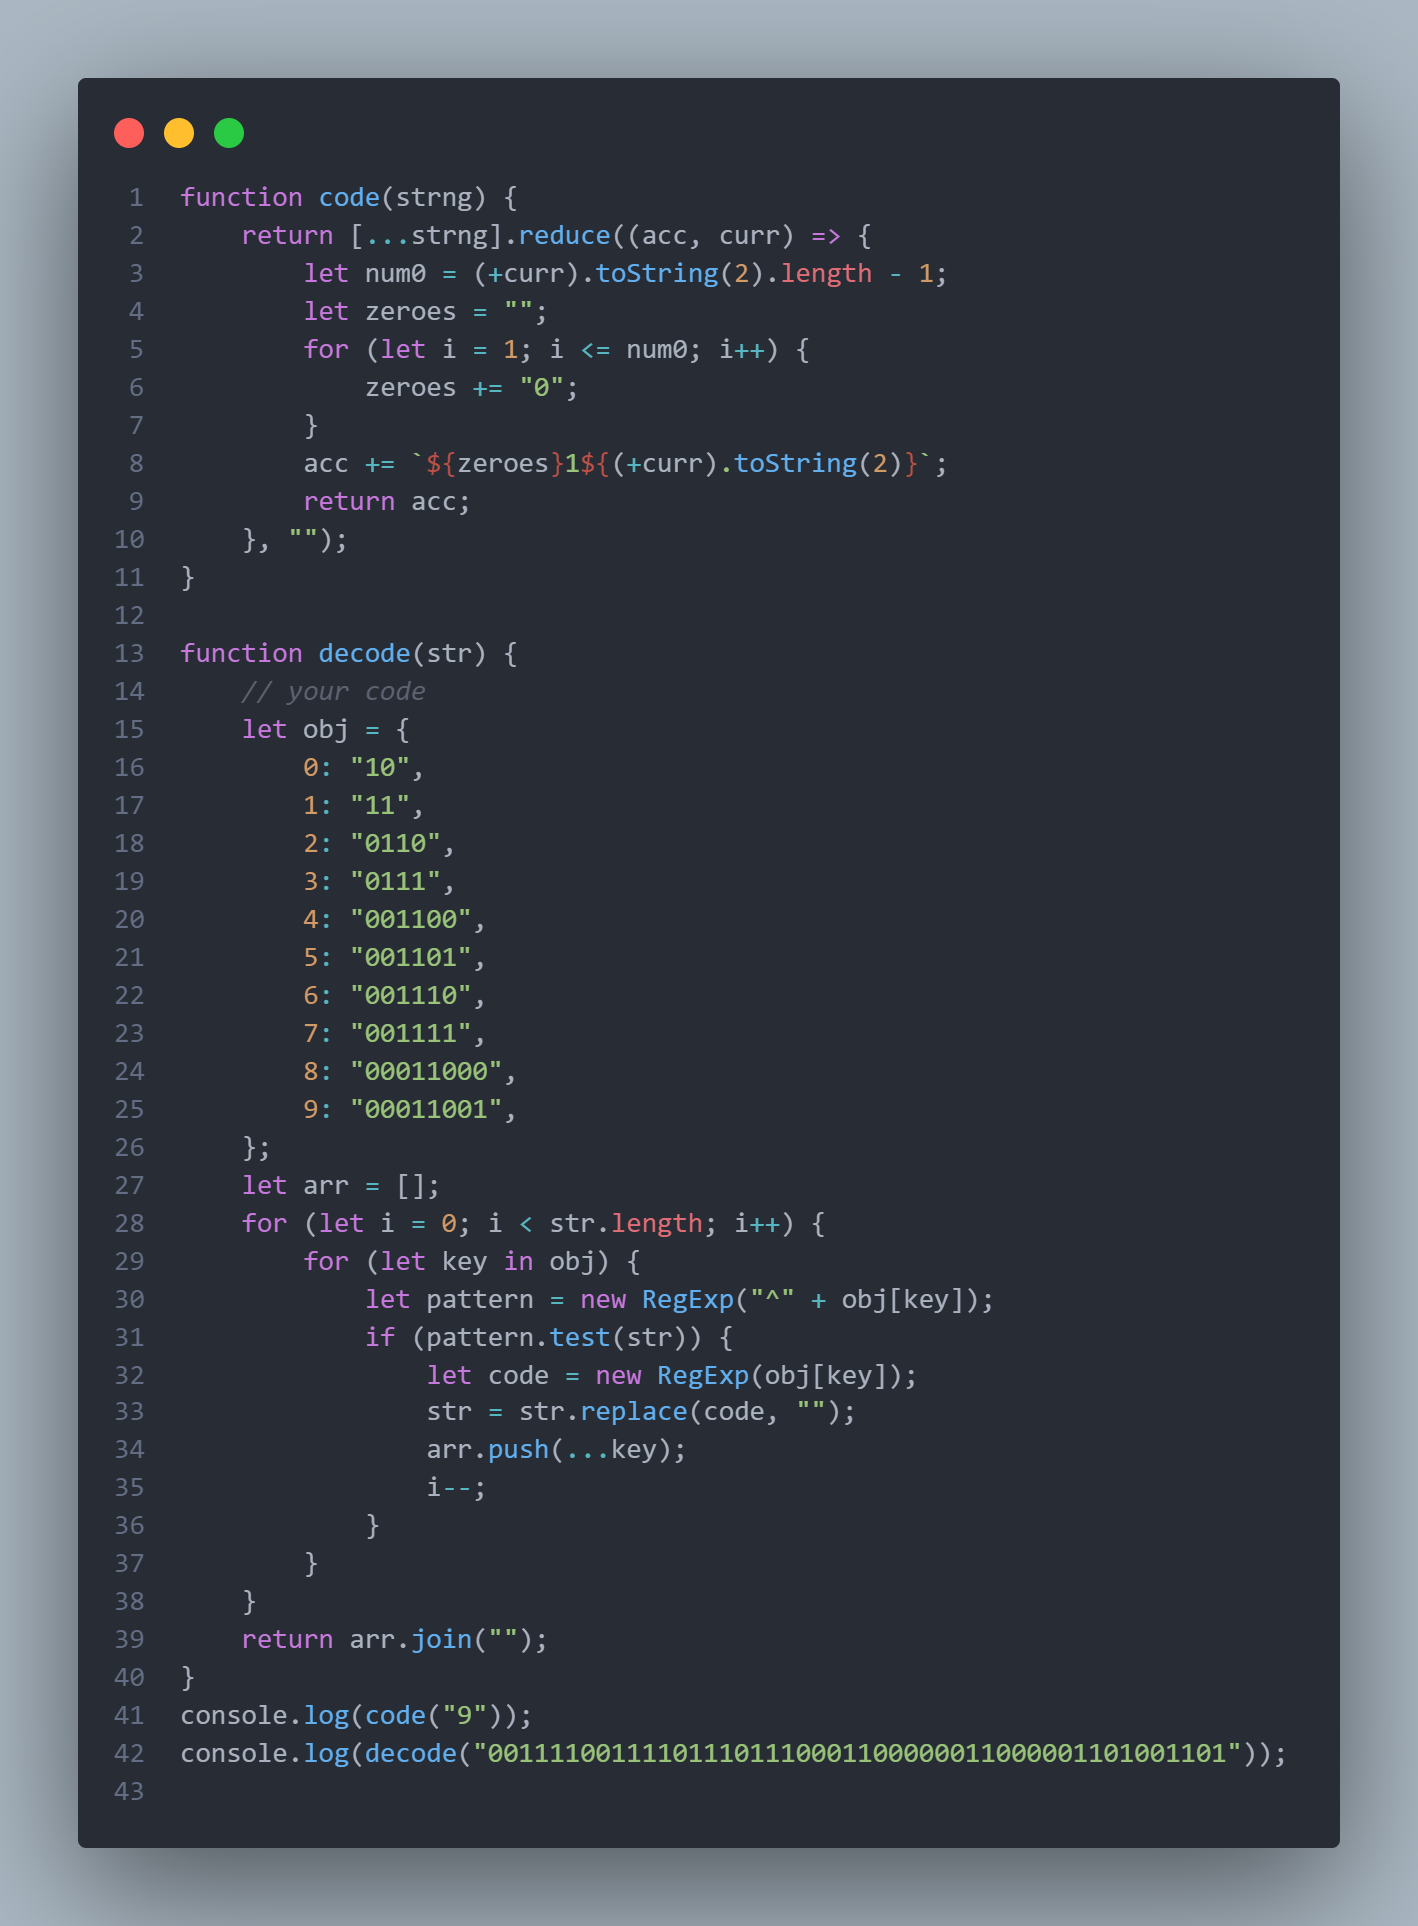 1 function code(strng) {
2     return [...strng].reduce((acc, curr) => {
3         let num0 = (+curr).toString(2).length - 1;
4         let zeroes = "";
5         for (let i = 1; i <= num0; i++) {
6             zeroes += "0";
7         }
8         acc += `${zeroes}1${(+curr).toString(2)}`;
9         return acc;
10     }, "");
11 }
12
13 function decode(str) {
14     // your code
15     let obj = {
16         0: "10",
17         1: "11",
18         2: "0110",
19         3: "0111",
20         4: "001100",
21         5: "001101",
22         6: "001110",
23         7: "001111",
24         8: "00011000",
25         9: "00011001",
26     };
27     let arr = [];
28     for (let i = 0; i < str.length; i++) {
29         for (let key in obj) {
30             let pattern = new RegExp("^" + obj[key]);
31             if (pattern.test(str)) {
32                 let code = new RegExp(obj[key]);
33                 str = str.replace(code, "");
34                 arr.push(...key);
35                 i--;
36             }
37         }
38     }
39     return arr.join("");
40 }
41 console.log(code("9"));
42 console.log(decode("001111001111011101110001100000011000001101001101"));
43